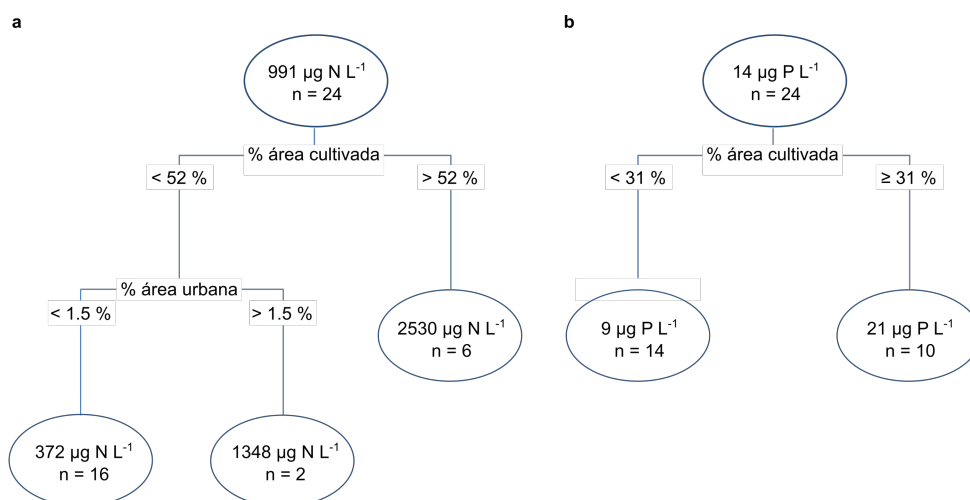 a
991 µg N L⁻¹
n = 24
% área cultivada
< 52 %
> 52 %
% área urbana
< 1.5 %
> 1.5 %
2530 µg N L⁻¹
n = 6
372 µg N L⁻¹
n = 16
1348 µg N L⁻¹
n = 2
b
14 µg P L⁻¹
n = 24
% área cultivada
< 31 %
≥ 31 %
9 µg P L⁻¹
n = 14
21 µg P L⁻¹
n = 10